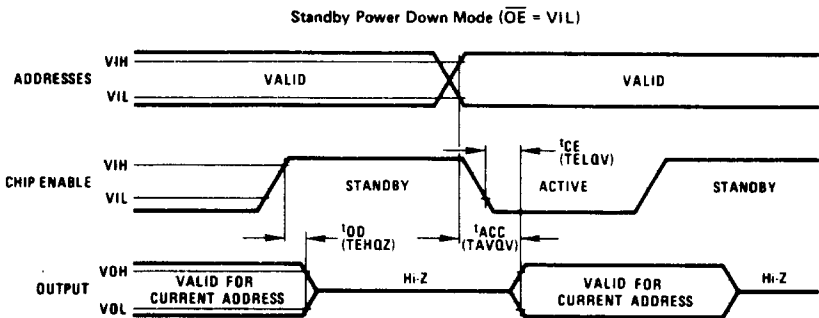 Standby Power Down Mode (OE = VIL)
ADDRESSES
VIH
VIL
VALID
VALID
CHIP ENABLE
VIH
VIL
STANDBY
tCE
(TELQV)
ACTIVE
STANDBY
tOD
(TEHQZ)
tACC
(TAVQV)
OUTPUT
VOH
VOL
VALID FOR
CURRENT ADDRESS
Hi-Z
VALID FOR
CURRENT ADDRESS
Hi-Z